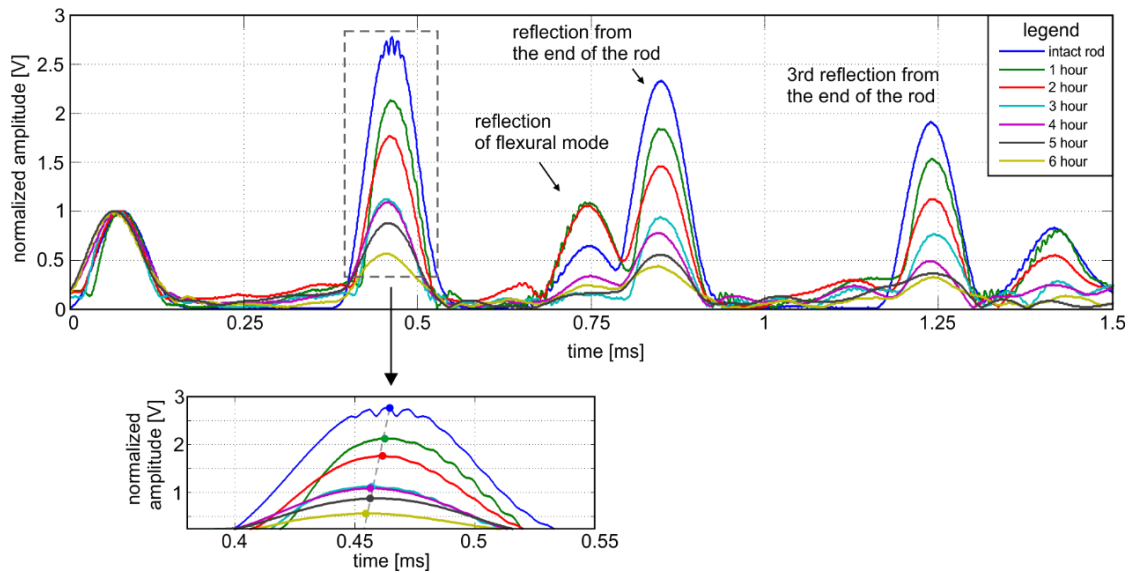 3
2.5
2
1.5
1
0.5
0
normalized amplitude [V]
0
0.25
0.5
0.75
1
1.25
1.5
time [ms]
reflection
of flexural mode
reflection from
the end of the rod
3rd reflection from
the end of the rod
legend
intact rod
1 hour
2 hour
3 hour
4 hour
5 hour
6 hour
3
2
1
normalized
amplitude [V]
0.4
0.45
0.5
0.55
time [ms]